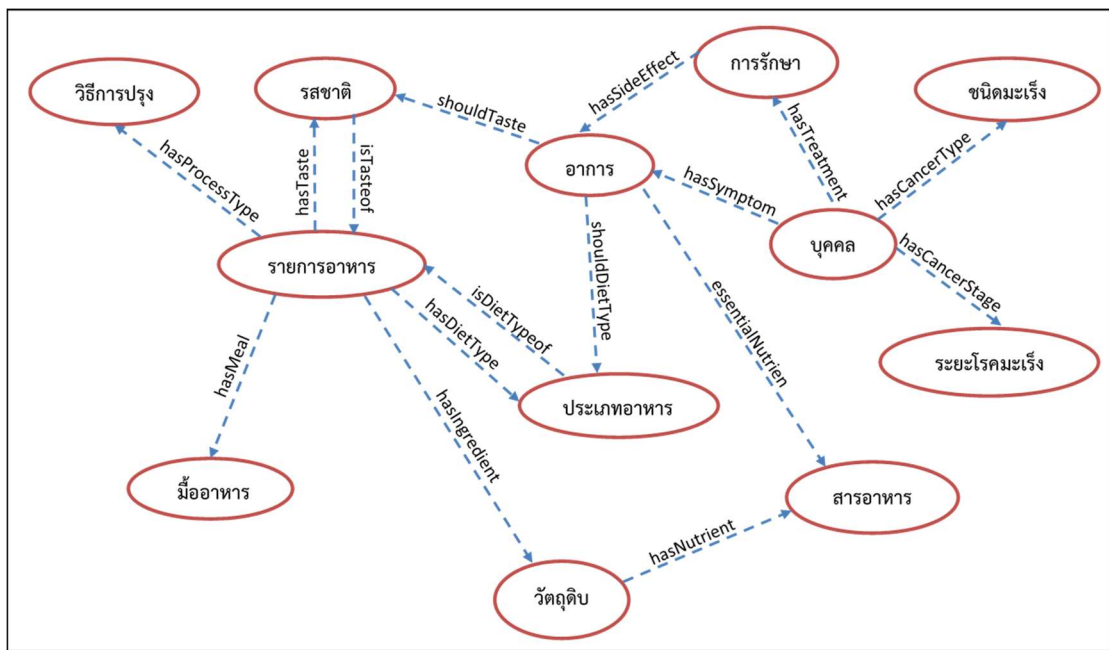 การรักษา
วิธีการปรุง
รสชาติ
ชนิดมะเร็ง
hasSideEffect
shouldTaste
hasTreatment
hasCancerType
hasProcessType
hasTaste
isTasteof
อาการ
hasSymptom
บุคคล
รายการอาหาร
shouldDietType
hasCancerStage
essentialNutrien
isDietTypeof
hasDietType
hasMeal
ระยะโรคมะเร็ง
ประเภทอาหาร
hasIngredient
มื้ออาหาร
สารอาหาร
hasNutrient
วัตถุดิบ